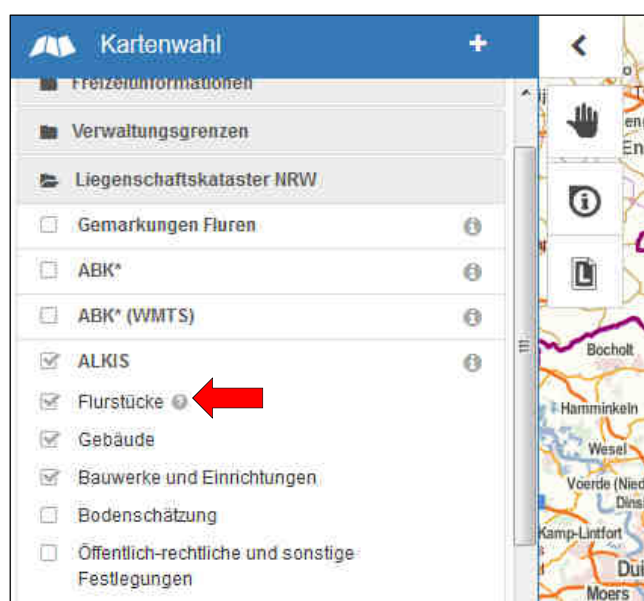 Kartenwahl
Freizeitinformationen
Verwaltungsgrenzen
Liegenschaftskataster NRW
Gemarkungen Fluren
ABK*
ABK* (WMTS)
ALKIS
Flurstücke
Gebäude
Bauwerke und Einrichtungen
Bodenschätzung
Öffentlich-rechtliche und sonstige
Festlegungen
Bocholt
Hamminkeln
Wesel
Voerde (Nied
Dins
Kamp-Lintfort
Dui
Moers